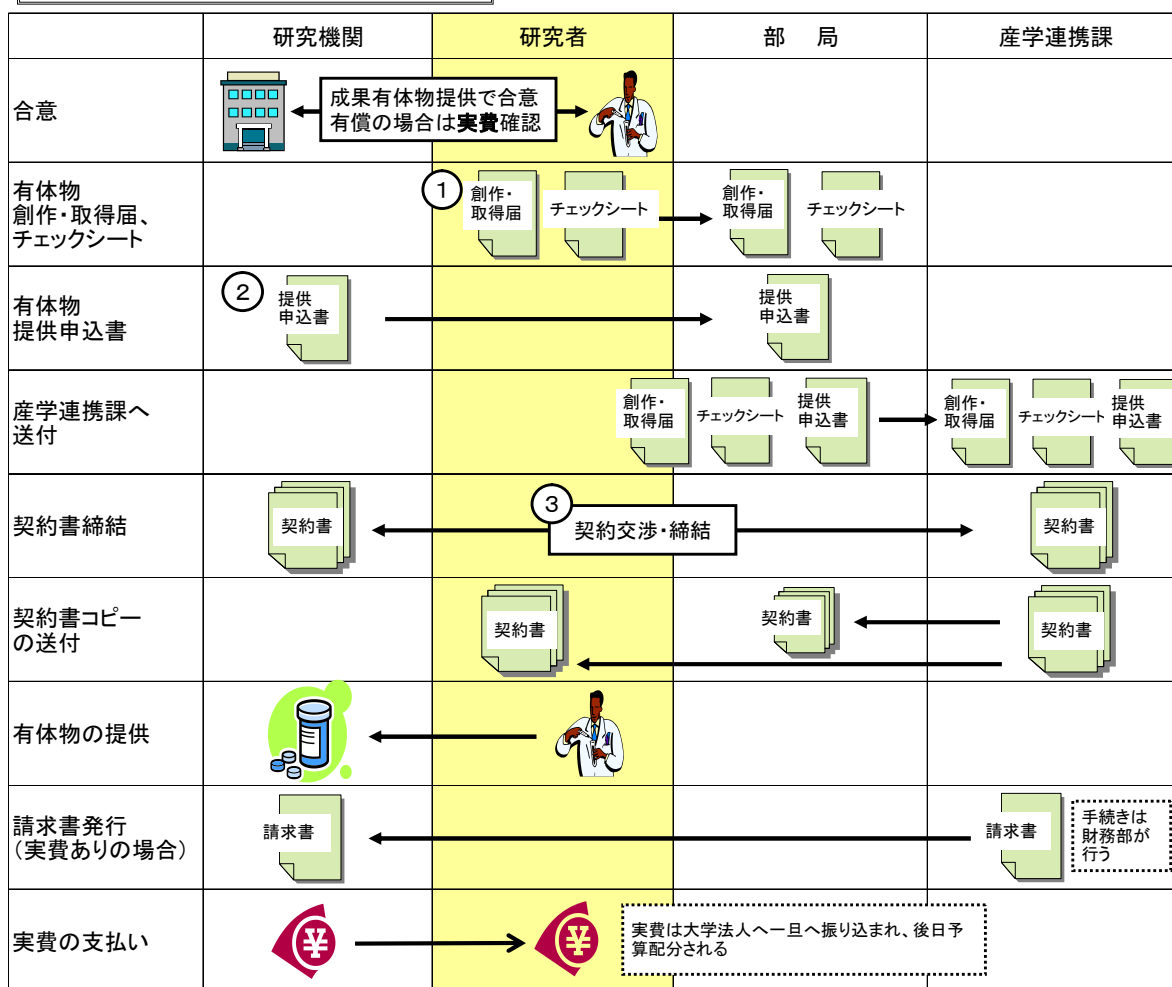 研究機関
研究者
部　局
産学連携課
合意
成果有体物提供で合意
有償の場合は実費確認
有体物
創作・取得届、
チェックシート
①
創作・
取得届
チェックシート
創作・
取得届
チェックシート
有体物
提供申込書
②
提供
申込書
提供
申込書
産学連携課へ
送付
創作・
取得届
チェックシート
提供
申込書
創作・
取得届
チェックシート
提供
申込書
契約書締結
契約書
③
契約交渉・締結
契約書
契約書コピー
の送付
契約書
契約書
契約書
有体物の提供
請求書発行
(実費ありの場合)
請求書
請求書
手続きは
財務部が
行う
実費の支払い
¥
¥
実費は大学法人へ一旦へ振り込まれ、後日予
算配分される